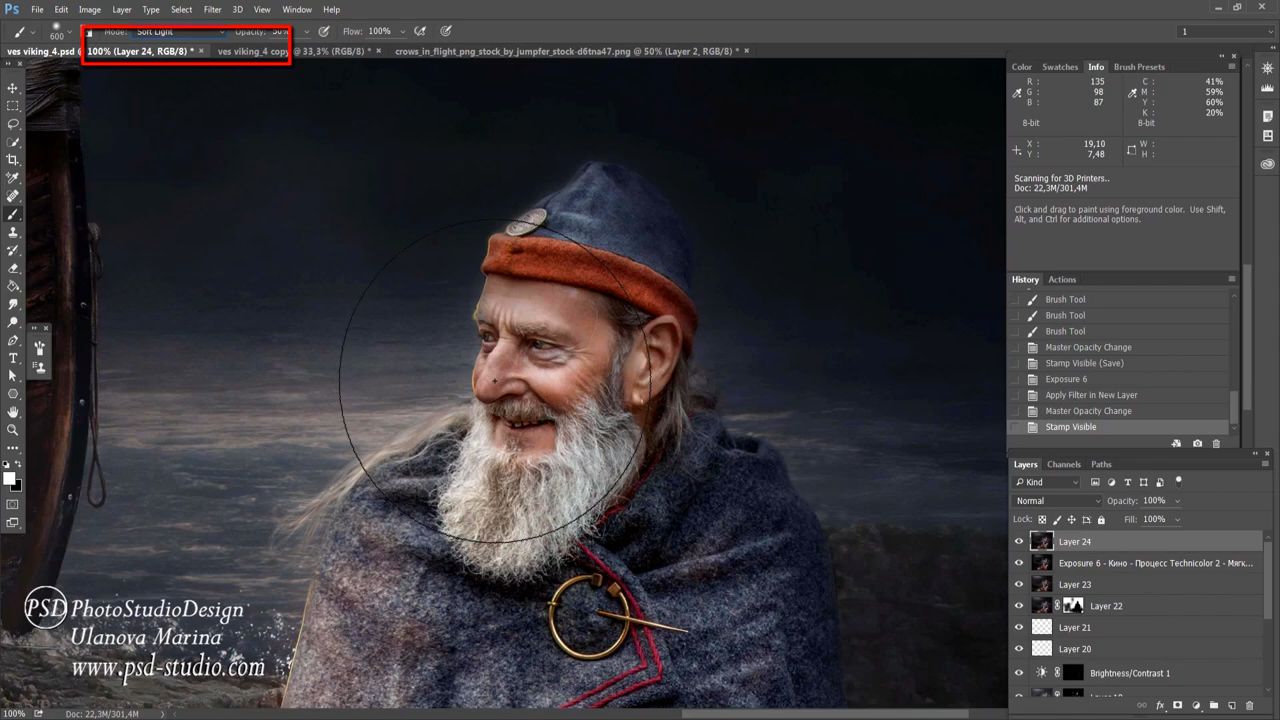 Ps File Edit Image Layer Type Select Filter 3D View Window Help
600 Mode: Soft Light Opacity: 50% Flow: 100% 1
ves viking_4.psd @ 100% (Layer 24, RGB/8) * × ves viking_4 copy @ 33,3% (RGB/8) * × crows_in_flight_png_stock_by_jumpfer_stock-d6tna47.png @ 50% (Layer 2, RGB/8) * ×
Color Swatches Info Brush Presets
R : 135 C : 41%
G : 98 M : 59%
B : 87 Y : 60%
K : 20%
8-bit 8-bit
X : 19,10 W :
Y : 7,48 H :
Scanning for 3D Printers..
Doc: 22,3M/301,4M
Click and drag to paint using foreground color. Use Shift,
Alt, and Ctrl for additional options.
History Actions
Brush Tool
Brush Tool
Brush Tool
Master Opacity Change
Stamp Visible (Save)
Exposure 6
Apply Filter in New Layer
Master Opacity Change
Stamp Visible
Layers Channels Paths
Kind
Normal Opacity: 100%
Lock: Fill: 100%
Layer 24
Exposure 6 - Кино - Процесс Technicolor 2 - Мягк...
Layer 23
Layer 22
Layer 21
Layer 20
Brightness/Contrast 1
PSD PhotoStudioDesign
Ulanova Marina
www.psd-studio.com
100% Doc: 22,3M/301,4M